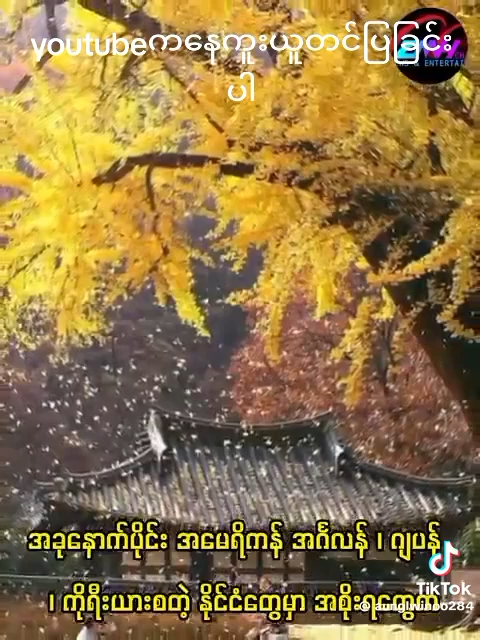 youtubeကနေကူးယူတင်ပြခြင်း
ပါ
အခုနောက်ပိုင်း အမေရိကန် အင်္ဂလန် ၊ ဂျပန်
၊ ကိုရီးယားစတဲ့ နိုင်ငံတွေမှာ အစိုးရတွေက
TikTok